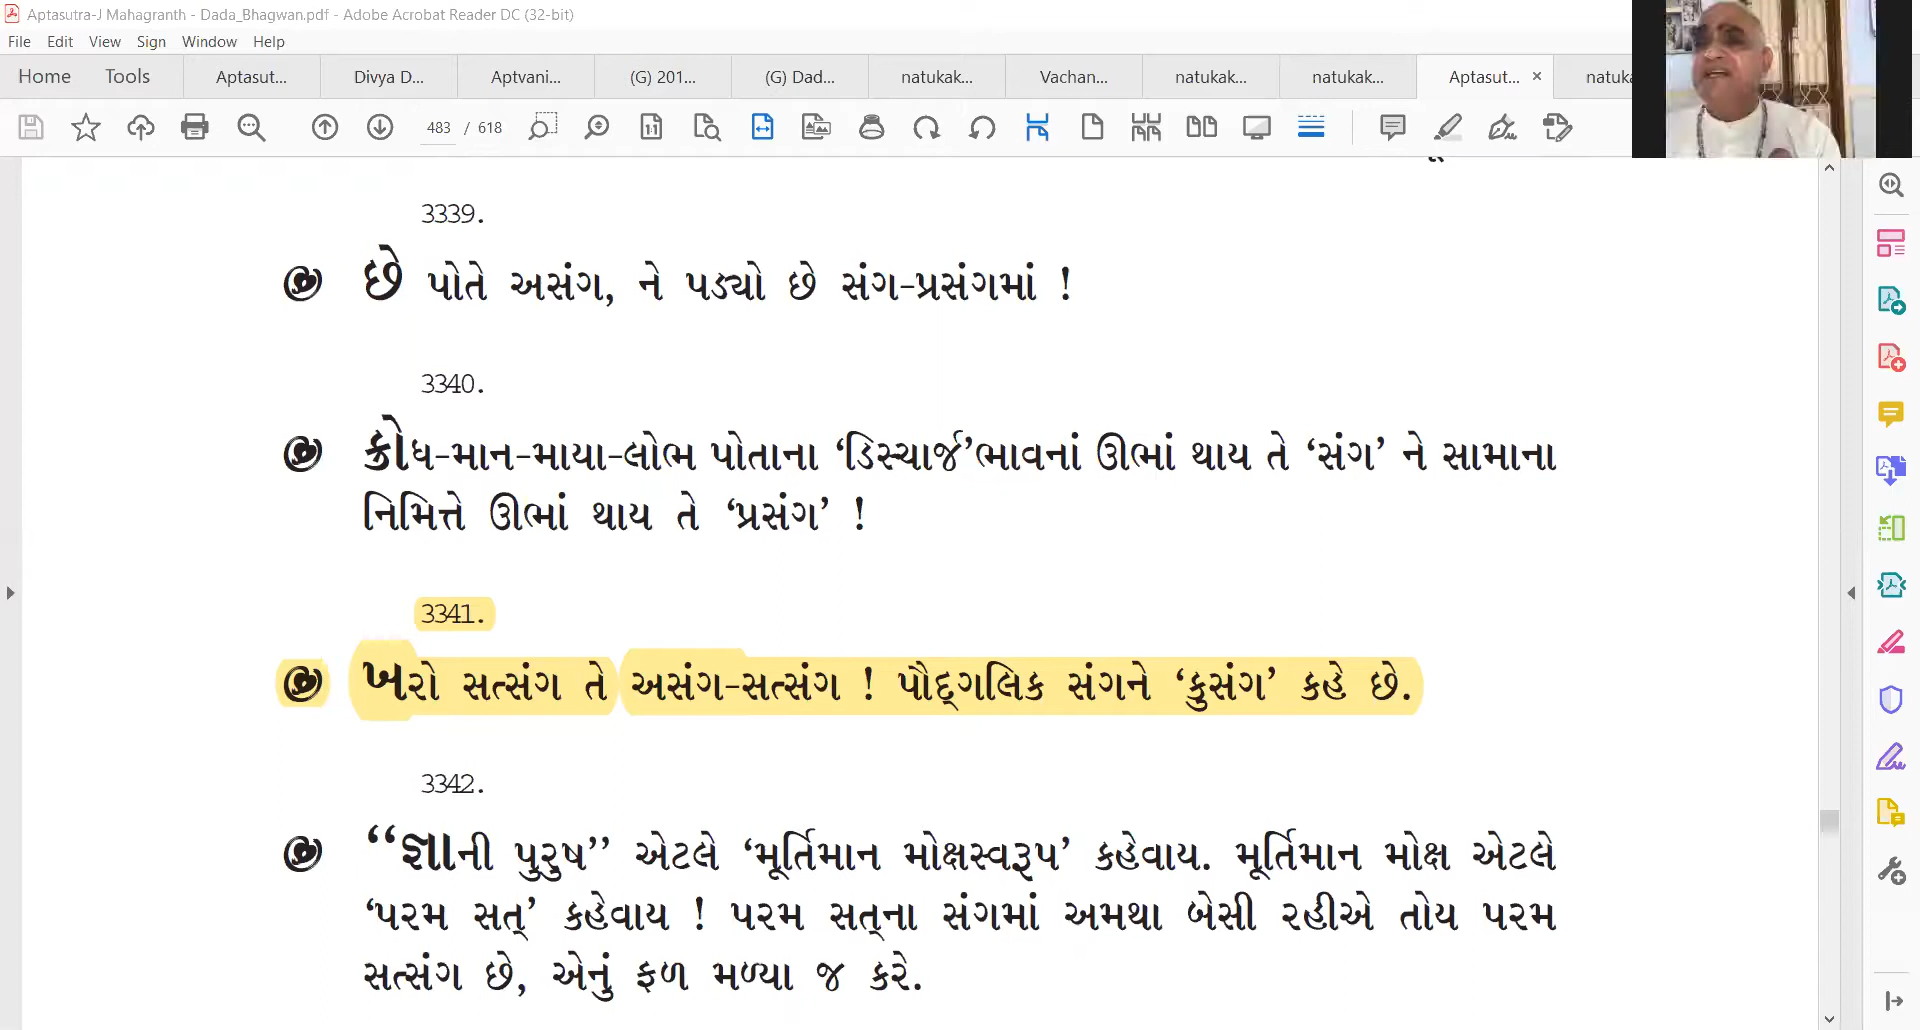 Aptasutra-J Mahagranth - Dada_Bhagwan.pdf - Adobe Acrobat Reader DC (32-bit)
File Edit View Sign Window Help
Home Tools Aptasut... Divya D... Aptvani... (G) 201... (G) Dad... natukak... Vachan... natukak... natukak... Aptasut... × natuka
483 / 618
3339.
છે પોતે અસંગ, ને પડ્યો છે સંગ-પ્રસંગમાં !
3340.
ક્રોધ-માન-માયા-લોભ પોતાના ‘ડિસ્ચાર્જ’ભાવનાં ઊભાં થાય તે ‘સંગ’ ને સામાના
નિમિત્તે ઊભાં થાય તે ‘પ્રસંગ’ !
3341.
ખરો સત્સંગ તે અસંગ-સત્સંગ ! પૌદ્ગલિક સંગને ‘કુસંગ’ કહે છે.
3342.
‘‘જ્ઞાની પુરુષ’’ એટલે ‘મૂર્તિમાન મોક્ષસ્વરૂપ’ કહેવાય. મૂર્તિમાન મોક્ષ એટલે
‘પરમ સત્’ કહેવાય ! પરમ સત્ના સંગમાં અમથા બેસી રહીએ તોય પરમ
સત્સંગ છે, એનું ફળ મળ્યા જ કરે.